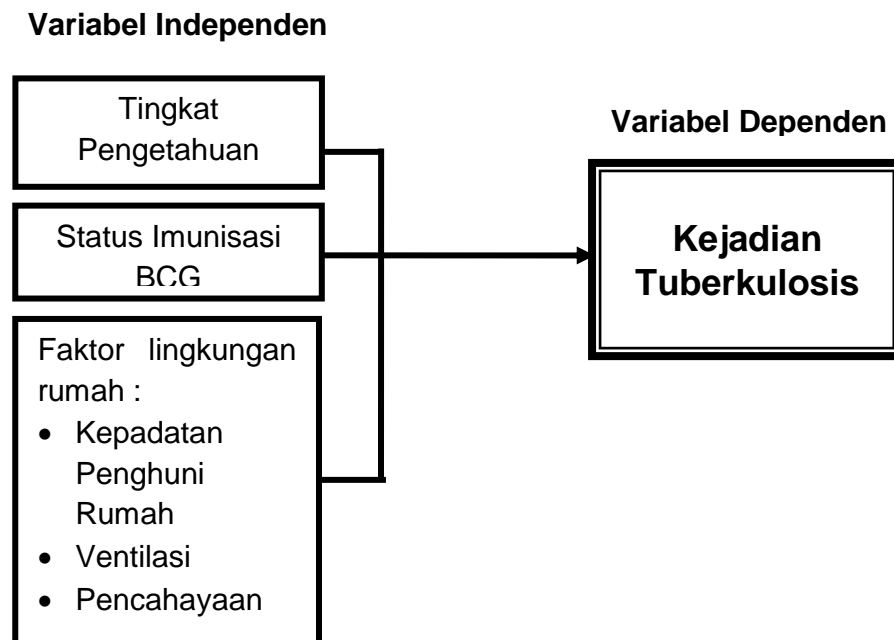 Variabel Independen
Tingkat
Pengetahuan
Status Imunisasi
BCG
Faktor lingkungan
rumah :
• Kepadatan
Penghuni
Rumah
• Ventilasi
• Pencahayaan
Variabel Dependen
Kejadian
Tuberkulosis